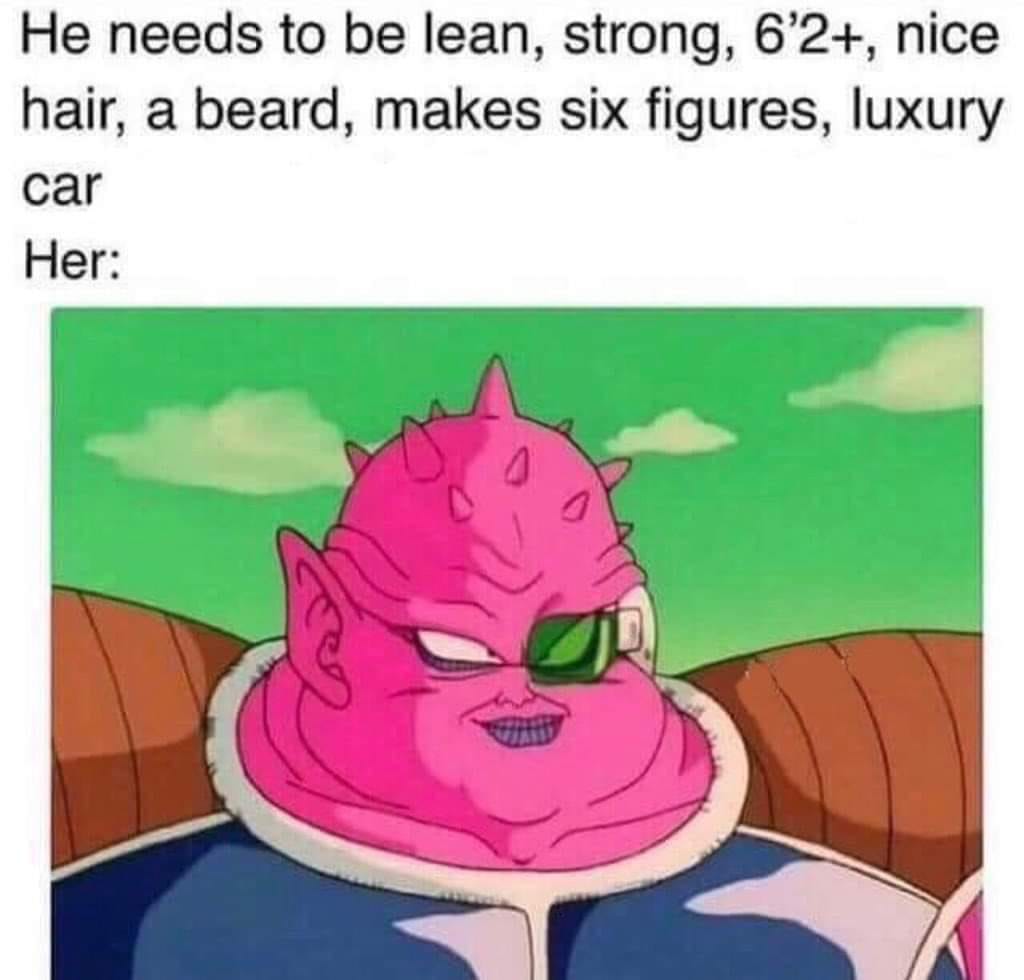 He needs to be lean, strong, 6’2+, nice
hair, a beard, makes six figures, luxury
car
Her: